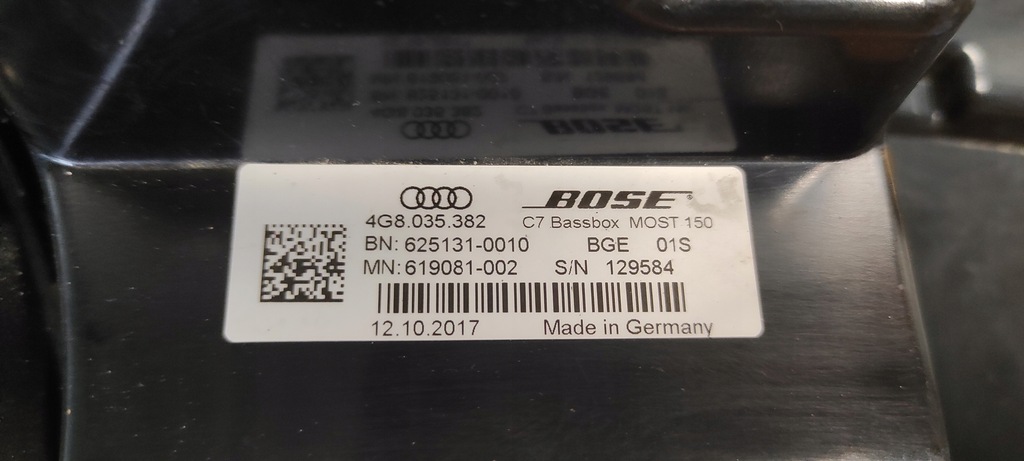 BOSE®
4G8.035.382 C7 Bassbox MOST 150
BN: 625131-0010 BGE 01S
MN: 619081-002 S/N 129584
12.10.2017 Made in Germany